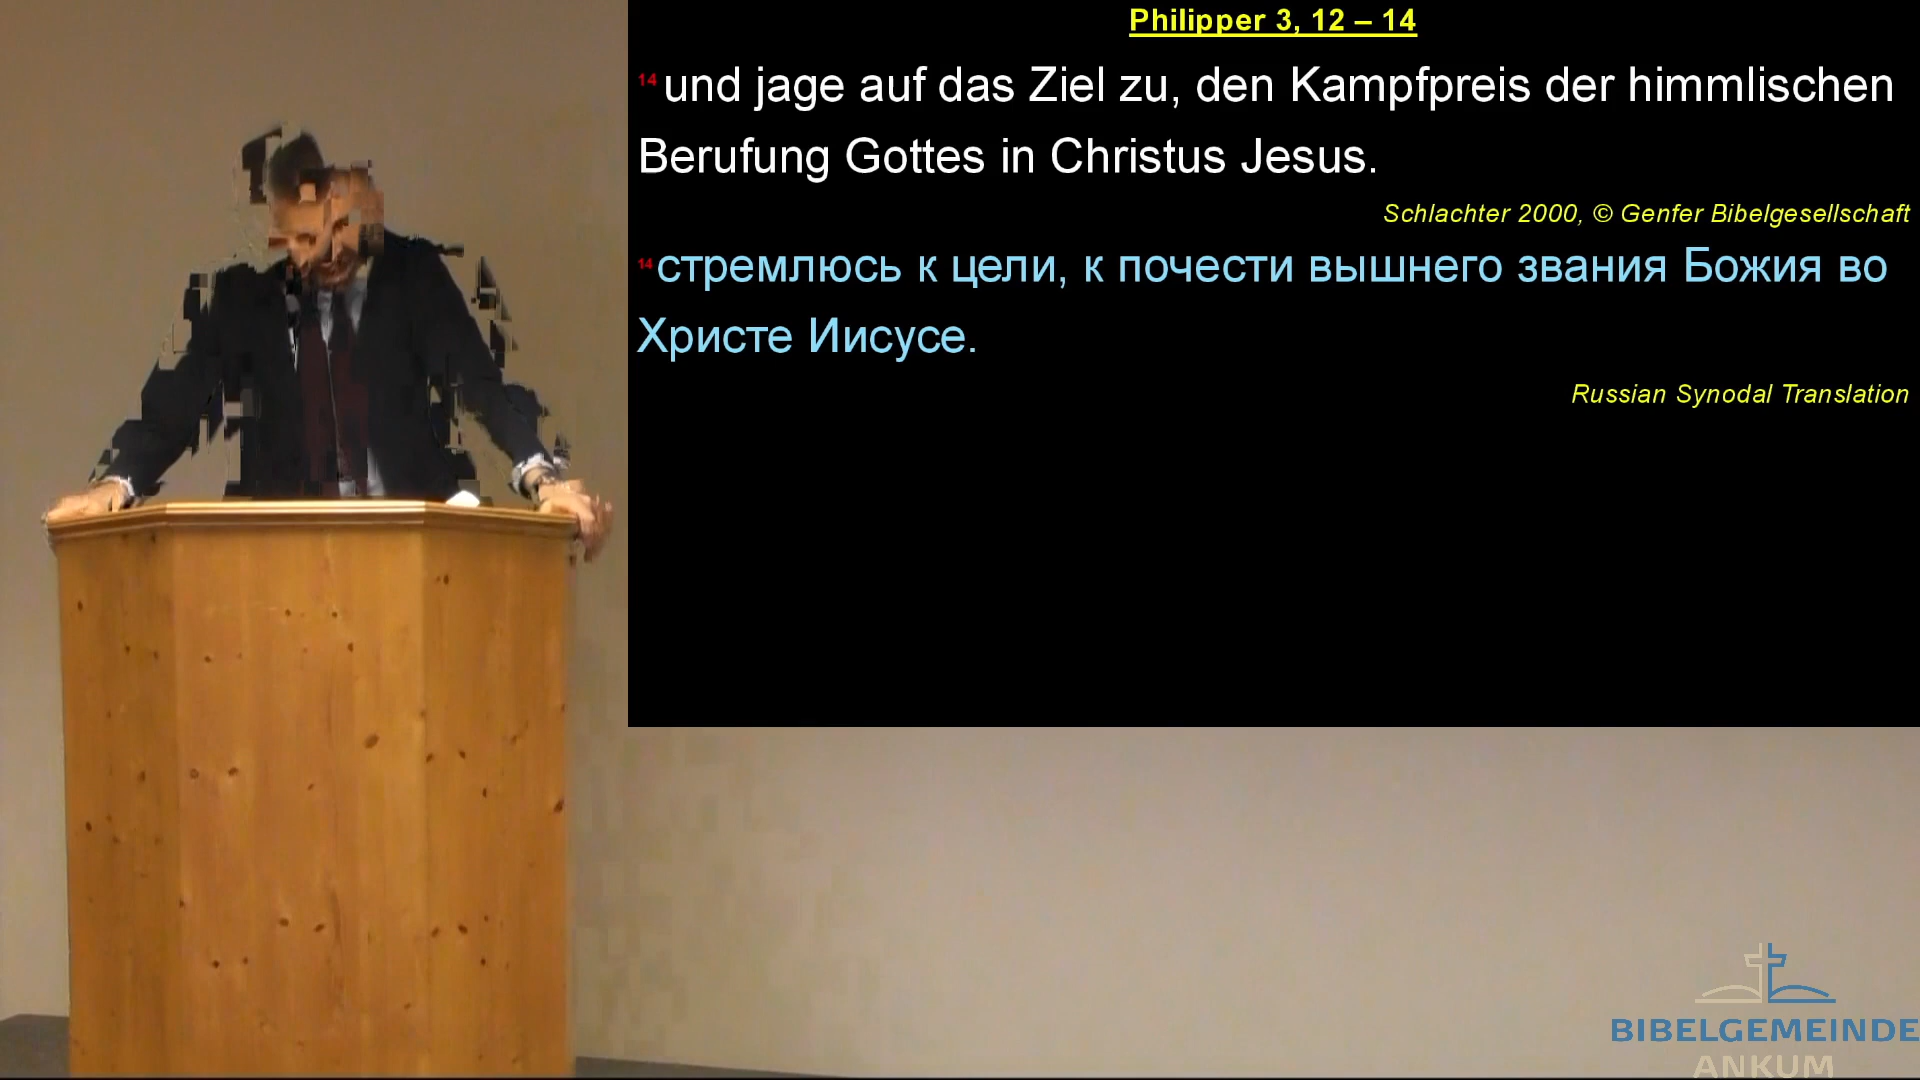 Philipper 3, 12 – 14
14 und jage auf das Ziel zu, den Kampfpreis der himmlischen
Berufung Gottes in Christus Jesus.
Schlachter 2000, © Genfer Bibelgesellschaft
14 стремлюсь к цели, к почести вышнего звания Божия во
Христе Иисусе.
Russian Synodal Translation
BIBELGEMEINDE
ANKUM